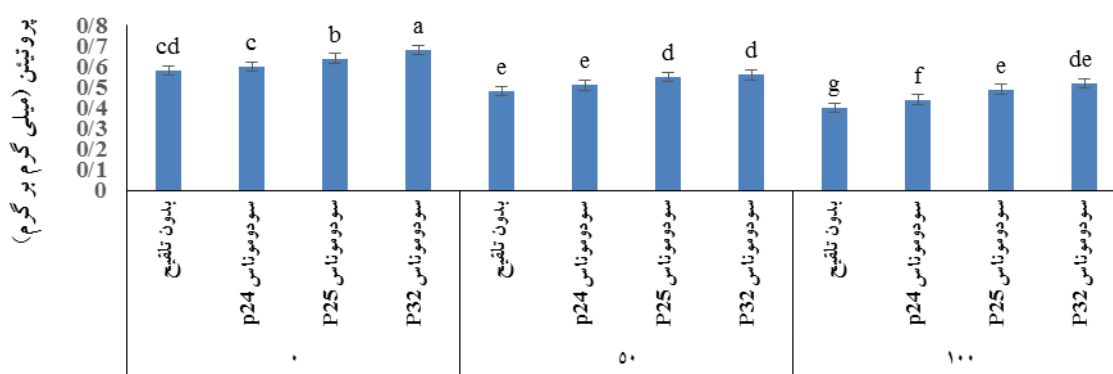 پروتیئن (میلی گرم بر گرم)
0/8
0/7
0/6
0/5
0/4
0/3
0/2
0/1
0
cd
c
b
a
e
e
d
d
g
f
e
de
بدون تلقیح
سودوموناس p24
سودوموناس P25
سودوموناس P32
بدون تلقیح
سودوموناس p24
سودوموناس P25
سودوموناس P32
بدون تلقیح
سودوموناس p24
سودوموناس P25
سودوموناس P32
۰
۵۰
۱۰۰